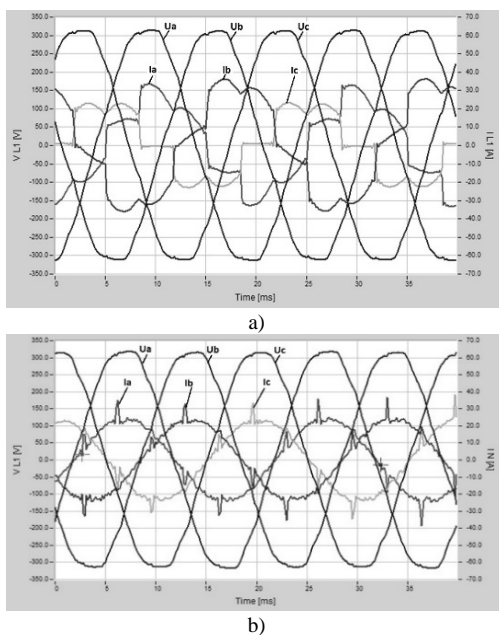 350.0 70.0
300.0 60.0
250.0 50.0
200.0 40.0
150.0 30.0
100.0 20.0
50.0 10.0
0.0 0.0
-50.0 -10.0
-100.0 -20.0
-150.0 -30.0
-200.0 -40.0
-250.0 -50.0
-300.0 -60.0
-350.0 -70.0
V L1 [V]
Ua Ub Uc
Ia Ib Ic
I L1 [A]
0 5 10 15 20 25 30 35
Time [ms]
a)
350.0 70.0
300.0 60.0
250.0 50.0
200.0 40.0
150.0 30.0
100.0 20.0
50.0 10.0
0.0 0.0
-50.0 -10.0
-100.0 -20.0
-150.0 -30.0
-200.0 -40.0
-250.0 -50.0
-300.0 -60.0
-350.0 -70.0
V L1 [V]
Ua Ub Uc
Ia Ib Ic
I N [A]
0 5 10 15 20 25 30 35
Time [ms]
b)